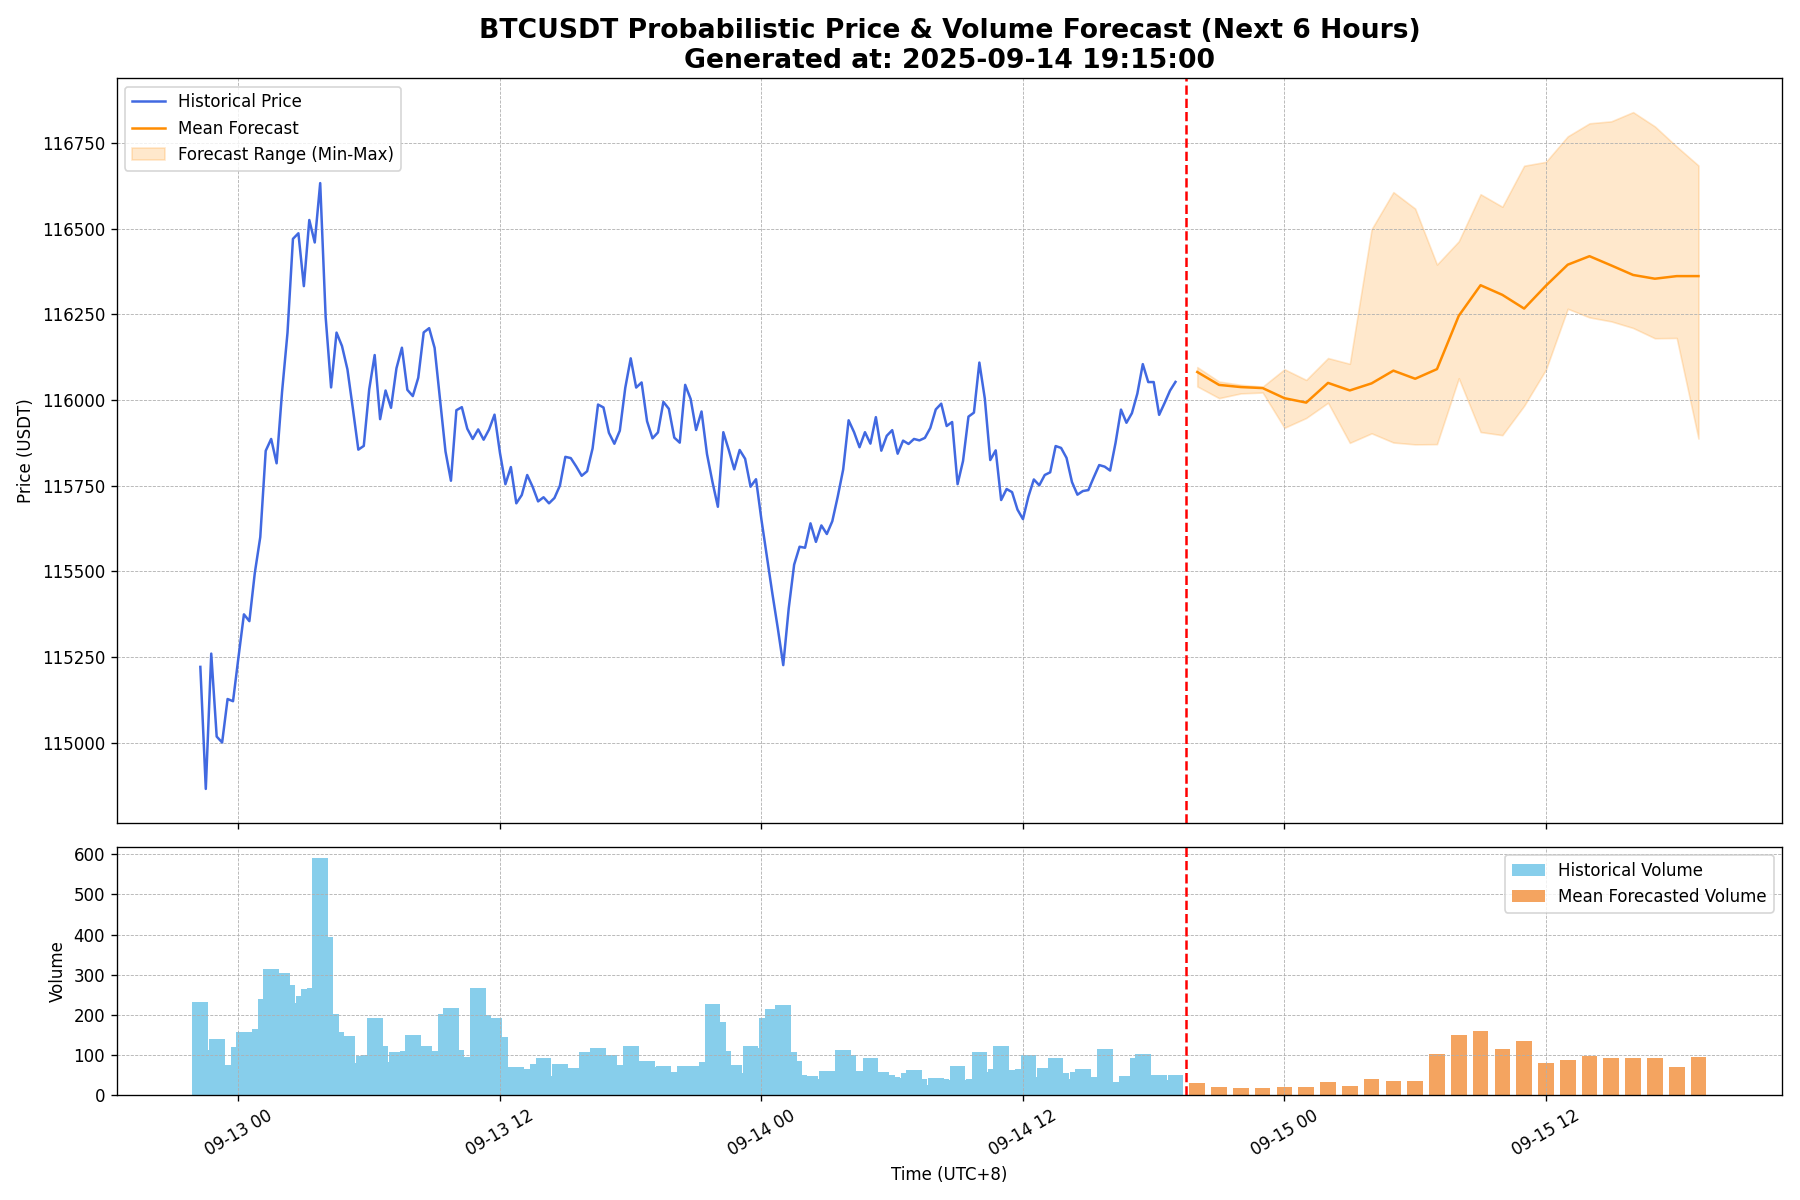 BTCUSDT Probabilistic Price & Volume Forecast (Next 6 Hours)
Generated at: 2025-09-14 19:15:00
Historical Price
Mean Forecast
Forecast Range (Min-Max)
Price (USDT)
116750
116500
116250
116000
115750
115500
115250
115000
Historical Volume
Mean Forecasted Volume
Volume
600
500
400
300
200
100
0
09-13 00
09-13 12
09-14 00
09-14 12
09-15 00
09-15 12
Time (UTC+8)